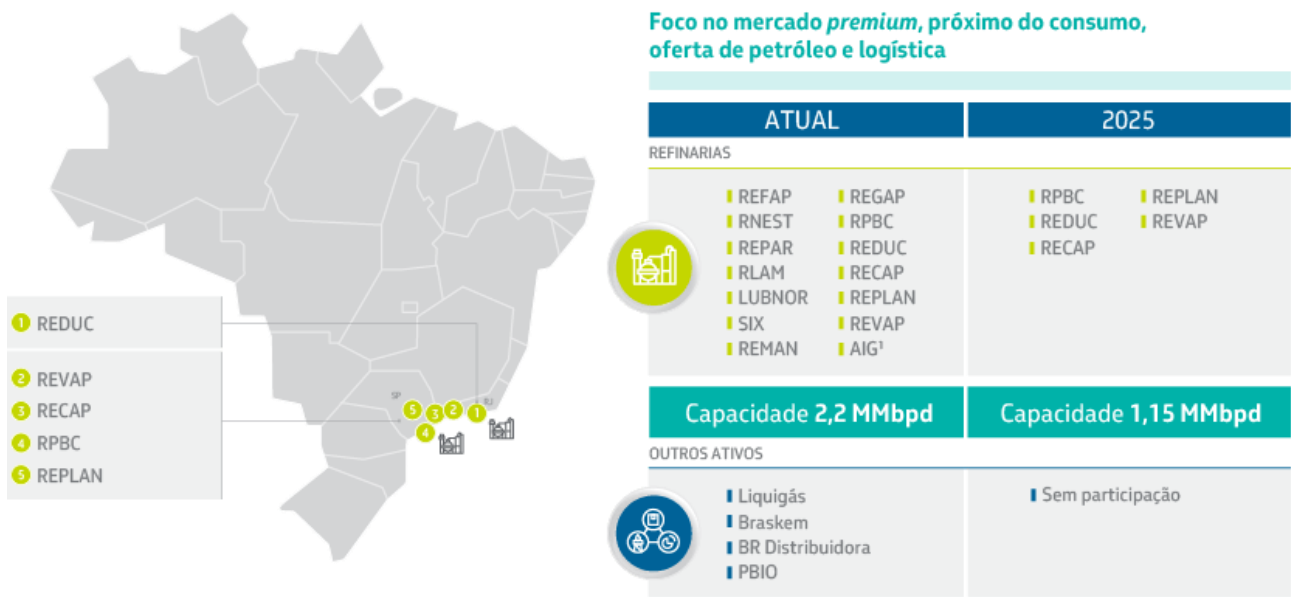 Foco no mercado premium, próximo do consumo,
oferta de petróleo e logística
ATUAL
2025
REFINARIAS
REFAP
RNEST
REPAR
RLAM
LUBNOR
SIX
REMAN
REGAP
RPBC
REDUC
RECAP
REPLAN
REVAP
AIG¹
RPBC
REDUC
RECAP
REPLAN
REVAP
Capacidade 2,2 MMbpd
Capacidade 1,15 MMbpd
OUTROS ATIVOS
Liquigás
Braskem
BR Distribuidora
PBIO
Sem participação
1 REDUC
2 REVAP
3 RECAP
4 RPBC
5 REPLAN
SP
RJ
5
3
2
1
4